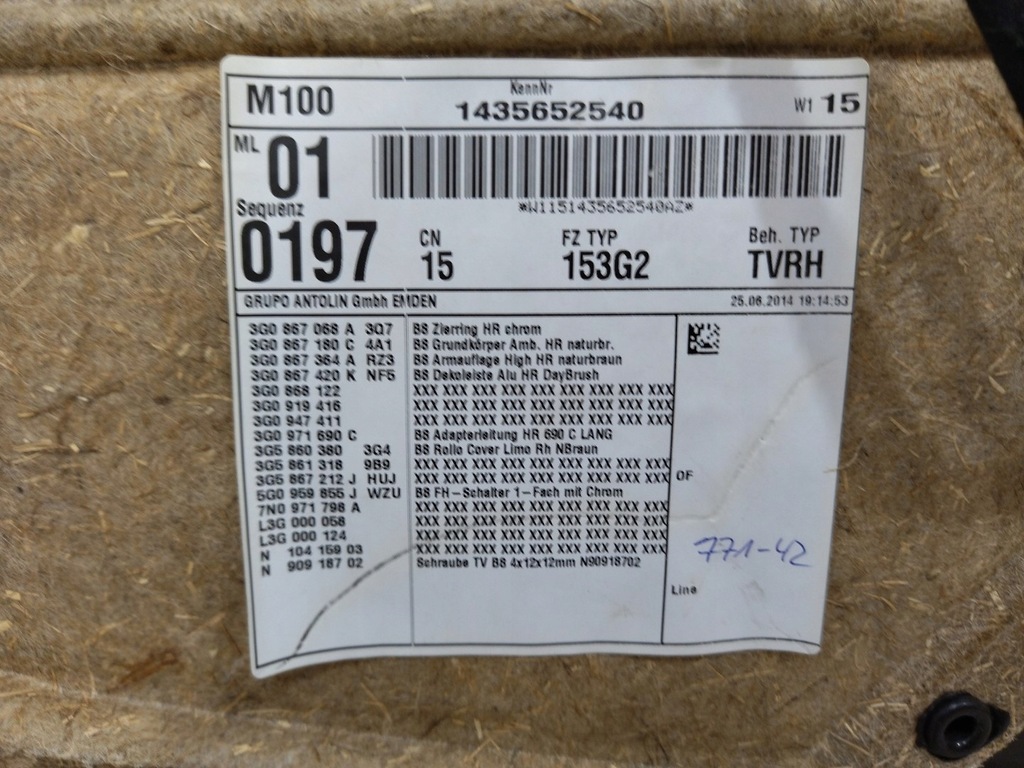 M100 KennNr W1 15
1435652540
ML 01
*W1151435652540AZ*
Sequenz
0197 CN 15 FZ TYP 153G2 Beh. TYP TVRH
GRUPO ANTOLIN Gmbh EMDEN 25.06.2014 19:14:53
3G0 867 068 A 3Q7 B8 Zierring HR chrom
3G0 867 180 C 4A1 B8 Grundkörper Amb. HR naturbr.
3G0 867 364 A RZ3 B8 Armauflage High HR naturbraun
3G0 867 420 K NF5 B8 Dekoleiste Alu HR DayBrush
3G0 868 122 XXX XXX XXX XXX XXX XXX XXX XXX XXX
3G0 919 416 XXX XXX XXX XXX XXX XXX XXX XXX XXX
3G0 947 411 XXX XXX XXX XXX XXX XXX XXX XXX XXX
3G0 971 690 C B8 Adapterleitung HR 690 C LANG
3G5 860 380 3G4 B8 Rollo Cover Limo Rh NBraun
3G5 861 318 9B9 XXX XXX XXX XXX XXX XXX XXX XXX XXX
3G5 867 212 J HUJ XXX XXX XXX XXX XXX XXX XXX XXX XXX
5G0 959 855 J WZU B8 FH-Schalter 1-Fach mit Chrom
7N0 971 798 A XXX XXX XXX XXX XXX XXX XXX XXX XXX
L3G 000 058 XXX XXX XXX XXX XXX XXX XXX XXX XXX
L3G 000 124 XXX XXX XXX XXX XXX XXX XXX XXX XXX
N 104 159 03 XXX XXX XXX XXX XXX XXX XXX XXX XXX
N 909 187 02 Schraube TV B8 4x12x12mm N90918702
OF
771-42
Line